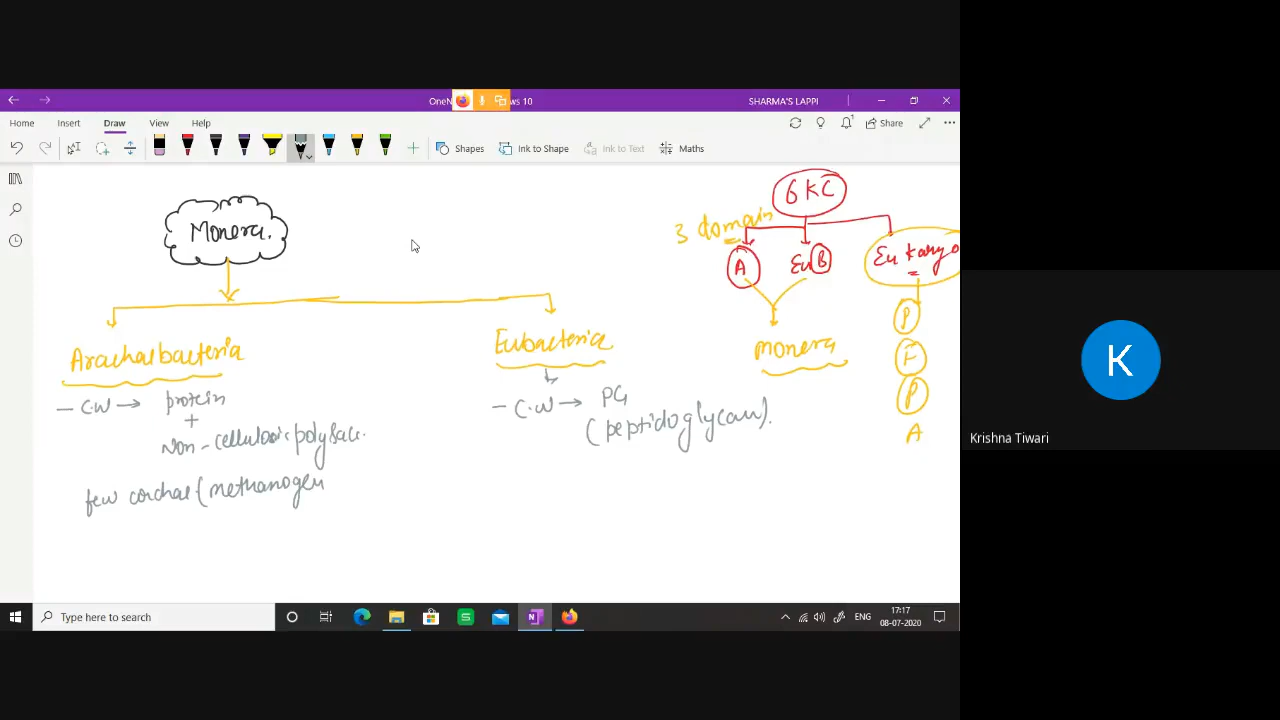 OneN
ws 10
SHARMA'S LAPPI
Home Insert Draw View Help
Share
Shapes Ink to Shape Ink to Text Maths
Monera.
6 KC
3 domain
A EuB Eukaryo
monera
P
F
P
A
Arachaebacteria
- C.W → protein
+
Non-cellulosic polysacc.
few archae (methanogen
Eubacteria
- C.W → PG
(peptidoglycan).
K
Krishna Tiwari
Type here to search
ENG
17:17
08-07-2020